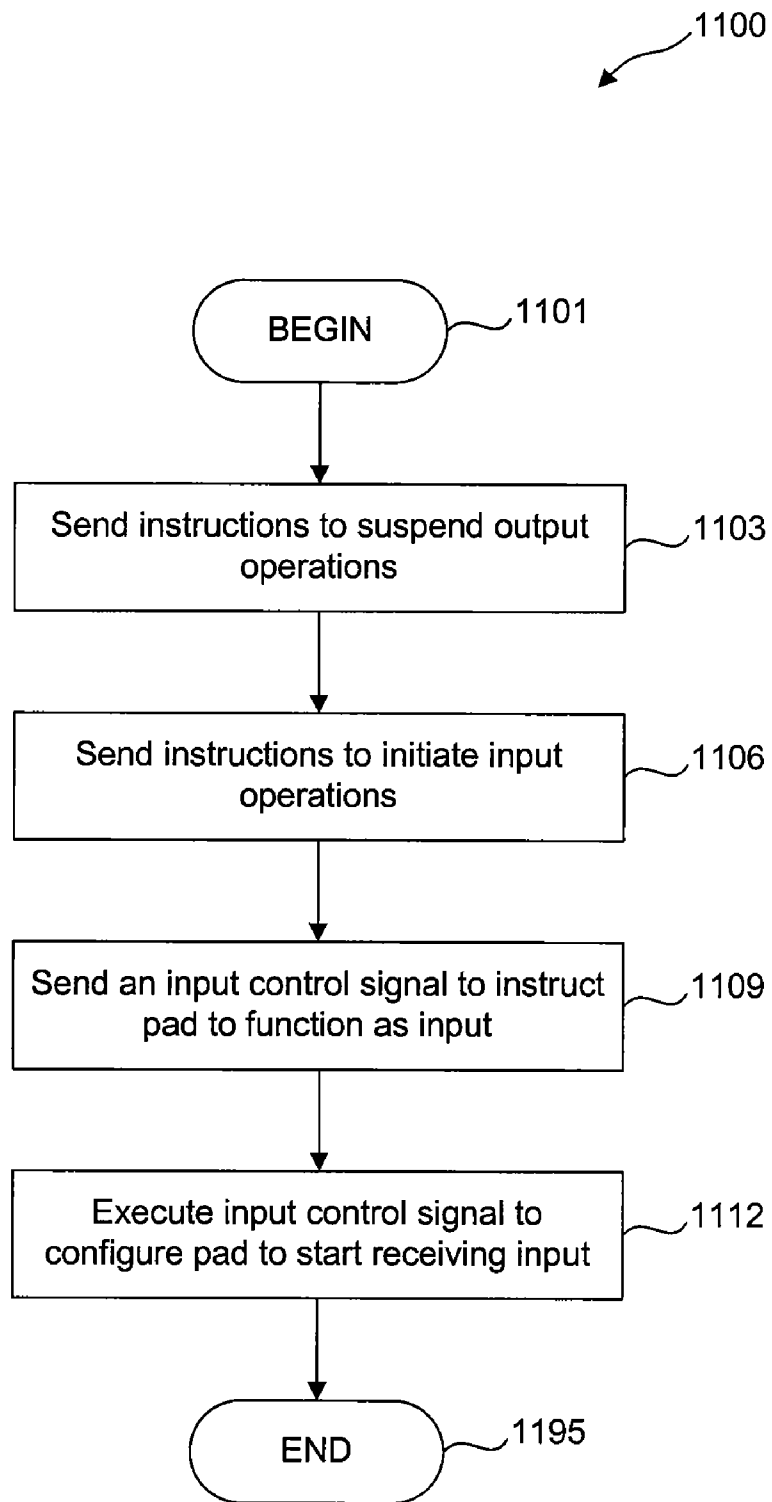 1100
BEGIN
1101
Send instructions to suspend output
operations
1103
Send instructions to initiate input
operations
1106
Send an input control signal to instruct
pad to function as input
1109
Execute input control signal to
configure pad to start receiving input
1112
END
1195